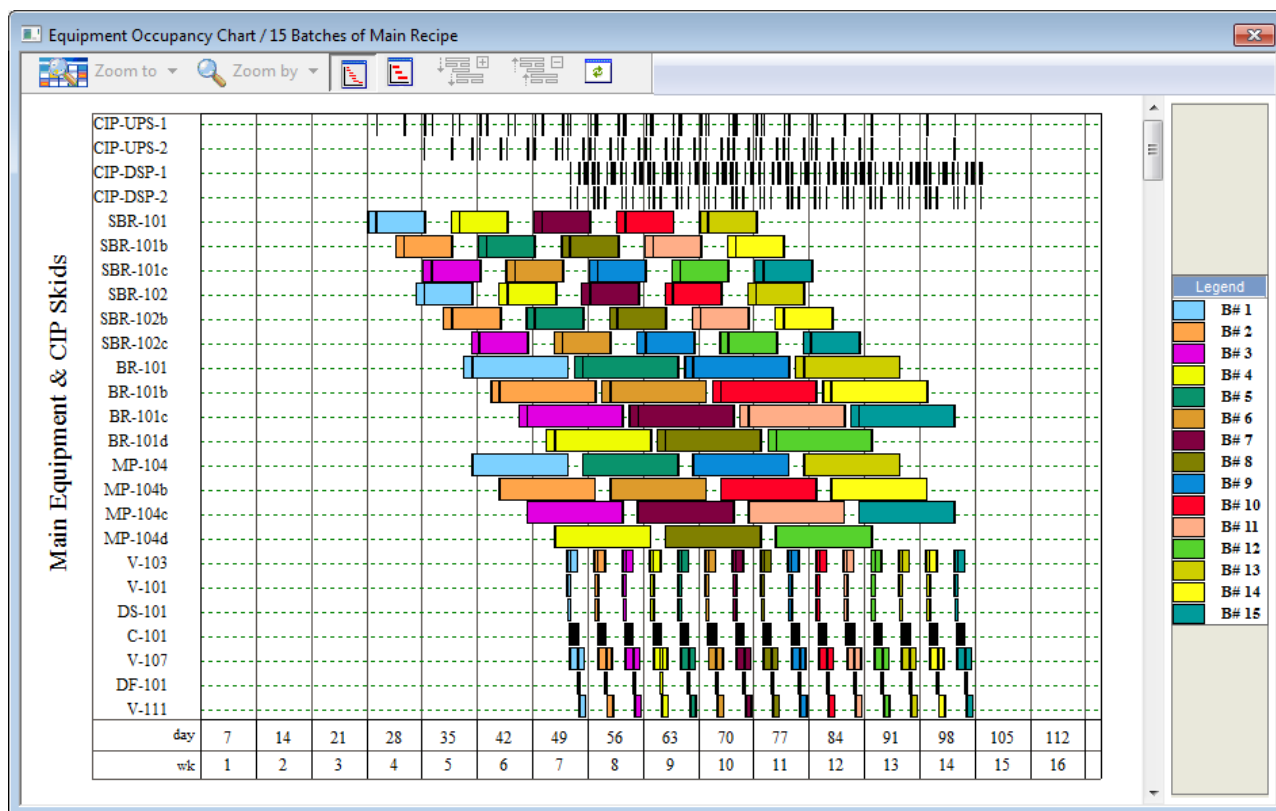 Equipment Occupancy Chart / 15 Batches of Main Recipe
Zoom to Zoom by
Main Equipment & CIP Skids
CIP-UPS-1
CIP-UPS-2
CIP-DSP-1
CIP-DSP-2
SBR-101
SBR-101b
SBR-101c
SBR-102
SBR-102b
SBR-102c
BR-101
BR-101b
BR-101c
BR-101d
MP-104
MP-104b
MP-104c
MP-104d
V-103
V-101
DS-101
C-101
V-107
DF-101
V-111
day 7 14 21 28 35 42 49 56 63 70 77 84 91 98 105 112
wk 1 2 3 4 5 6 7 8 9 10 11 12 13 14 15 16
Legend
B# 1
B# 2
B# 3
B# 4
B# 5
B# 6
B# 7
B# 8
B# 9
B# 10
B# 11
B# 12
B# 13
B# 14
B# 15